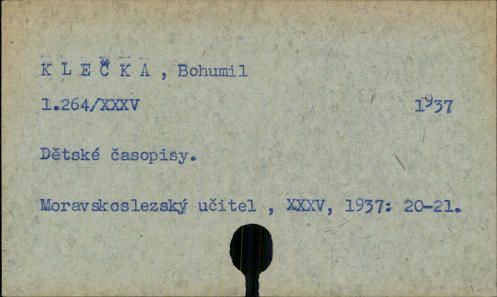 K L E Č K A , Bohumil
1.264/XXXV 1937
Dětské časopisy.
Moravskoslezský učitel , XXXV, 1937: 20-21.